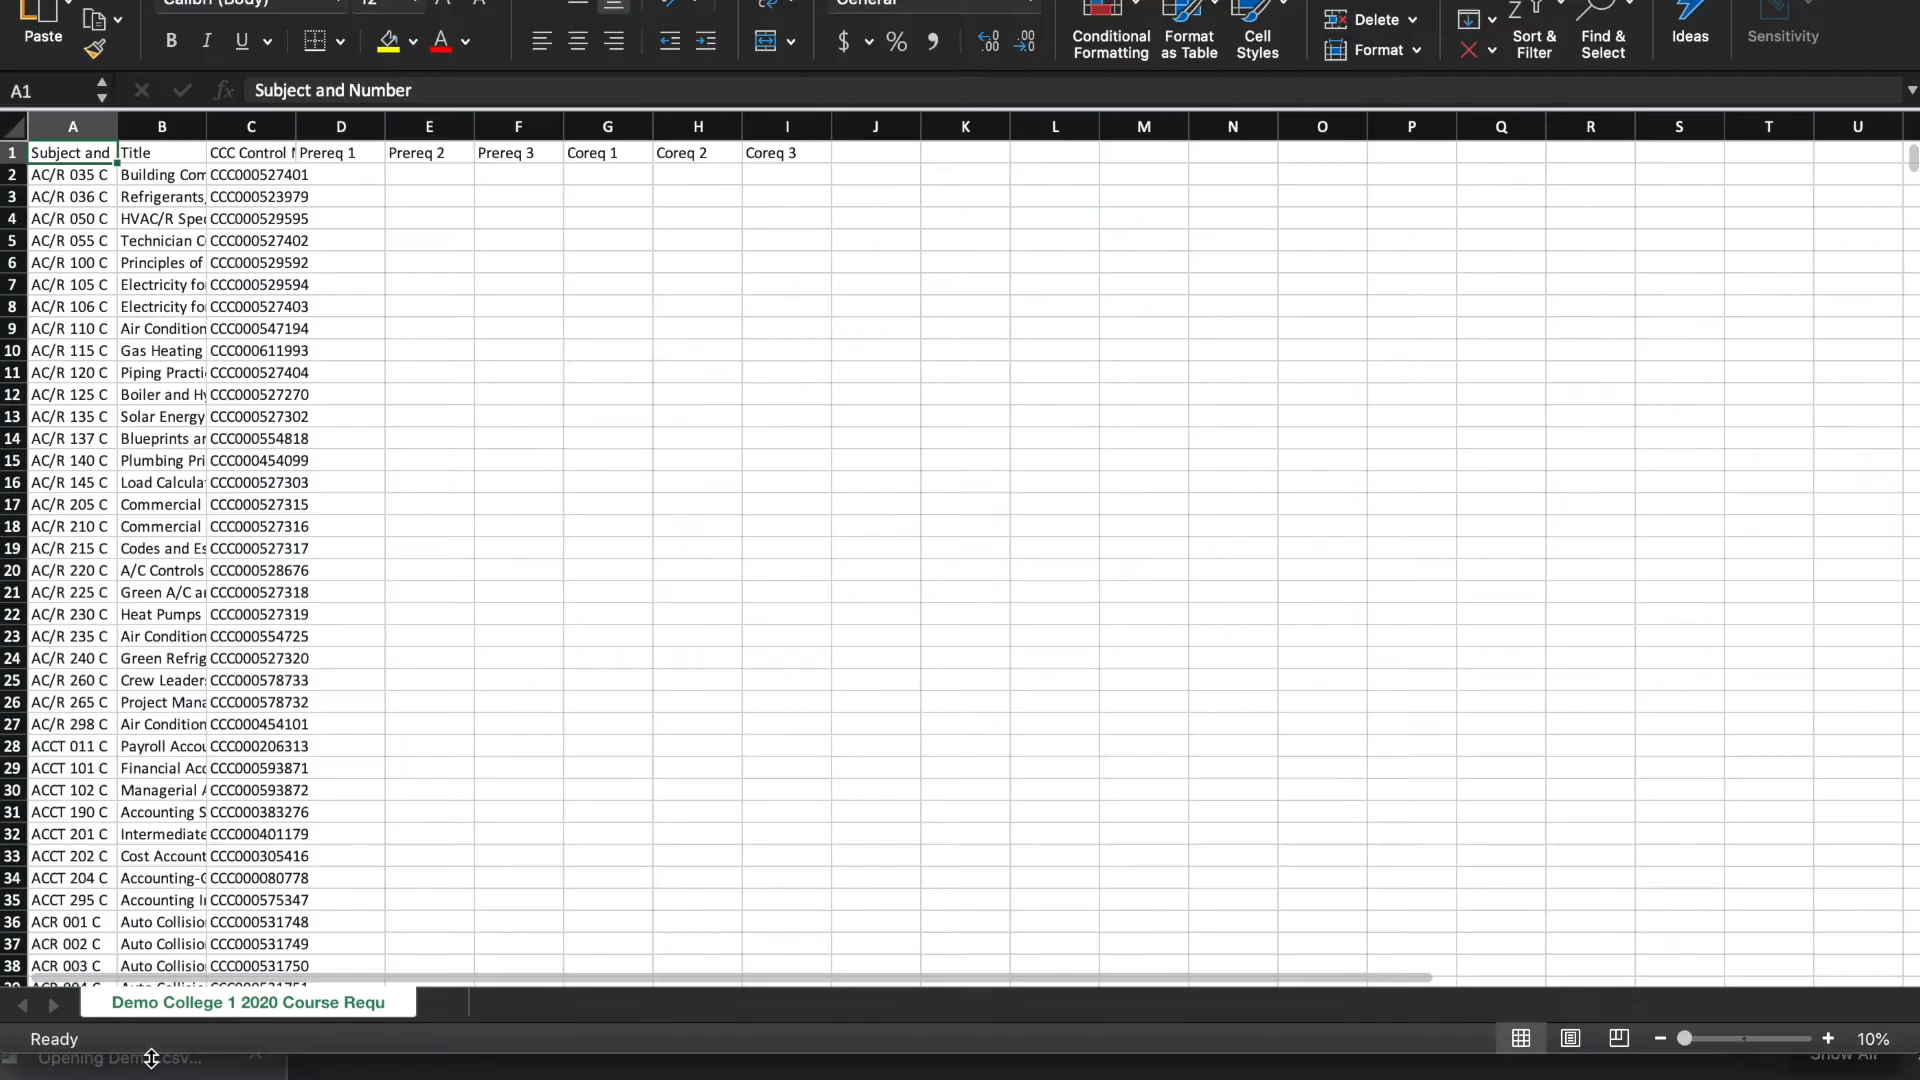 Calibri (Body) 12 General
Paste B I U A $ % Conditional Formatting Format as Table Cell Styles Delete Format Sort & Filter Find & Select Ideas Sensitivity
A1 fx Subject and Number
A B C D E F G H I J K L M N O P Q R S T U
1 Subject and Title CCC Control Prereq 1 Prereq 2 Prereq 3 Coreq 1 Coreq 2 Coreq 3
2 AC/R 035 C Building Com CCC000527401
3 AC/R 036 C Refrigerants, CCC000523979
4 AC/R 050 C HVAC/R Spec CCC000529595
5 AC/R 055 C Technician C CCC000527402
6 AC/R 100 C Principles of CCC000529592
7 AC/R 105 C Electricity fo CCC000529594
8 AC/R 106 C Electricity fo CCC000527403
9 AC/R 110 C Air Condition CCC000547194
10 AC/R 115 C Gas Heating CCC000611993
11 AC/R 120 C Piping Practi CCC000527404
12 AC/R 125 C Boiler and Hy CCC000527270
13 AC/R 135 C Solar Energy CCC000527302
14 AC/R 137 C Blueprints an CCC000554818
15 AC/R 140 C Plumbing Pri CCC000454099
16 AC/R 145 C Load Calcula CCC000527303
17 AC/R 205 C Commercial CCC000527315
18 AC/R 210 C Commercial CCC000527316
19 AC/R 215 C Codes and Es CCC000527317
20 AC/R 220 C A/C Controls CCC000528676
21 AC/R 225 C Green A/C a CCC000527318
22 AC/R 230 C Heat Pumps CCC000527319
23 AC/R 235 C Air Condition CCC000554725
24 AC/R 240 C Green Refrig CCC000527320
25 AC/R 260 C Crew Leader CCC000578733
26 AC/R 265 C Project Mana CCC000578732
27 AC/R 298 C Air Condition CCC000454101
28 ACCT 011 C Payroll Accou CCC000206313
29 ACCT 101 C Financial Acc CCC000593871
30 ACCT 102 C Managerial A CCC000593872
31 ACCT 190 C Accounting S CCC000383276
32 ACCT 201 C Intermediate CCC000401179
33 ACCT 202 C Cost Account CCC000305416
34 ACCT 204 C Accounting-G CCC000080778
35 ACCT 295 C Accounting I CCC000575347
36 ACR 001 C Auto Collisio CCC000531748
37 ACR 002 C Auto Collisio CCC000531749
38 ACR 003 C Auto Collisio CCC000531750
Demo College 1 2020 Course Requ
Ready 10%
Opening Dem .csv... Show All